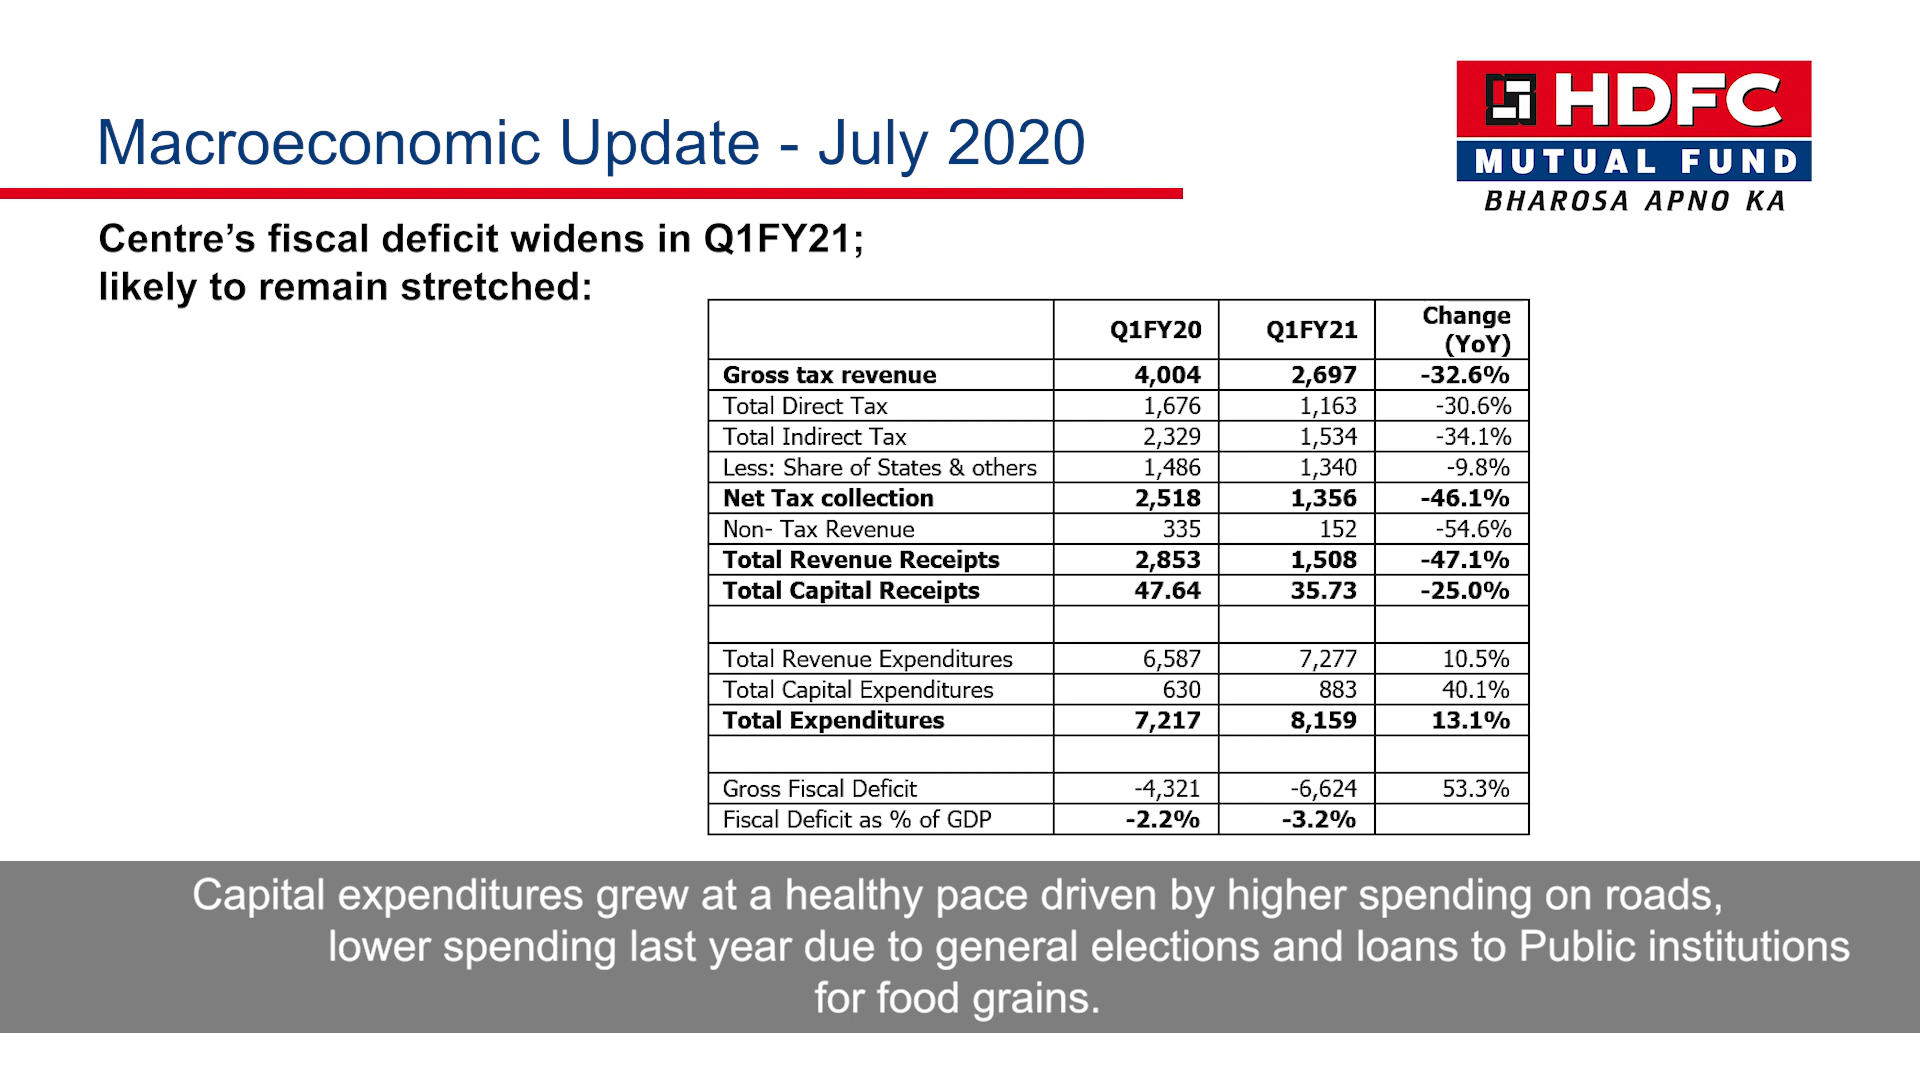 Macroeconomic Update - July 2020
HDFC
MUTUAL FUND
BHAROSA APNO KA
Centre’s fiscal deficit widens in Q1FY21;
likely to remain stretched:
Q1FY20 Q1FY21 Change (YoY)
Gross tax revenue 4,004 2,697 -32.6%
Total Direct Tax 1,676 1,163 -30.6%
Total Indirect Tax 2,329 1,534 -34.1%
Less: Share of States & others 1,486 1,340 -9.8%
Net Tax collection 2,518 1,356 -46.1%
Non- Tax Revenue 335 152 -54.6%
Total Revenue Receipts 2,853 1,508 -47.1%
Total Capital Receipts 47.64 35.73 -25.0%
Total Revenue Expenditures 6,587 7,277 10.5%
Total Capital Expenditures 630 883 40.1%
Total Expenditures 7,217 8,159 13.1%
Gross Fiscal Deficit -4,321 -6,624 53.3%
Fiscal Deficit as % of GDP -2.2% -3.2%
Capital expenditures grew at a healthy pace driven by higher spending on roads,
lower spending last year due to general elections and loans to Public institutions
for food grains.